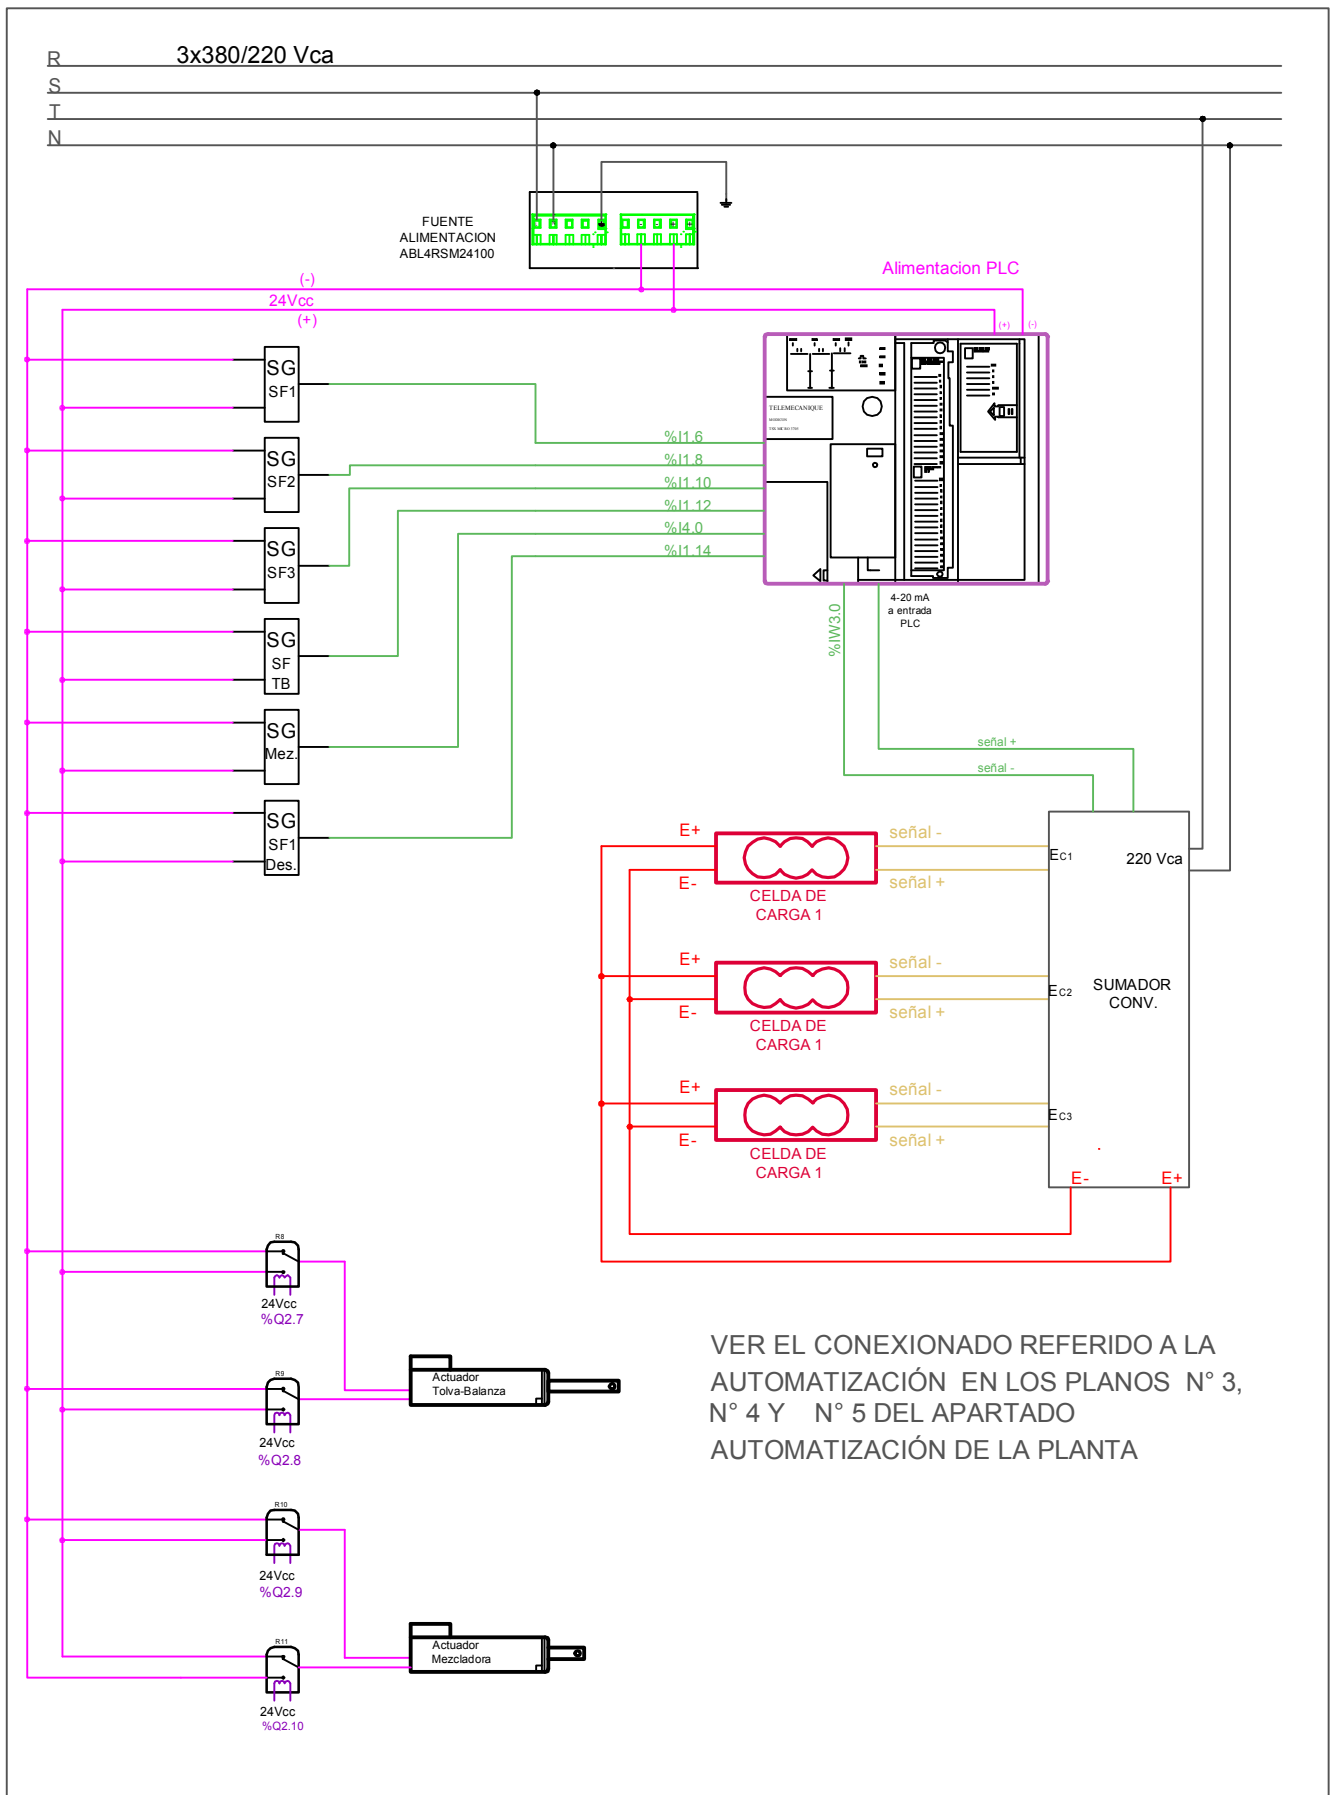 R
3x380/220 Vca
S
T
N
FUENTE
ALIMENTACION
ABL4RSM24100
Alimentacion PLC
(-)
24Vcc
(+)
(+)
(-)
SG
SF1
SG
SF2
SG
SF3
SG
SF
TB
SG
Mez.
SG
SF1
Des.
%I1.6
%I1.8
%I1.10
%I1.12
%I4.0
%I1.14
TELEMECANIQUE
%IW3.0
4-20 mA
a entrada
PLC
señal +
señal -
E+
E-
CELDA DE
CARGA 1
señal -
señal +
EC1
220 Vca
E+
E-
CELDA DE
CARGA 1
señal -
señal +
EC2
SUMADOR
CONV.
E+
E-
CELDA DE
CARGA 1
señal -
señal +
EC3
E-
E+
R8
24Vcc
%Q2.7
R9
24Vcc
%Q2.8
Actuador
Tolva-Balanza
R10
24Vcc
%Q2.9
R11
24Vcc
%Q2.10
Actuador
Mezcladora
VER EL CONEXIONADO REFERIDO A LA
AUTOMATIZACIÓN EN LOS PLANOS N° 3,
N° 4 Y N° 5 DEL APARTADO
AUTOMATIZACIÓN DE LA PLANTA